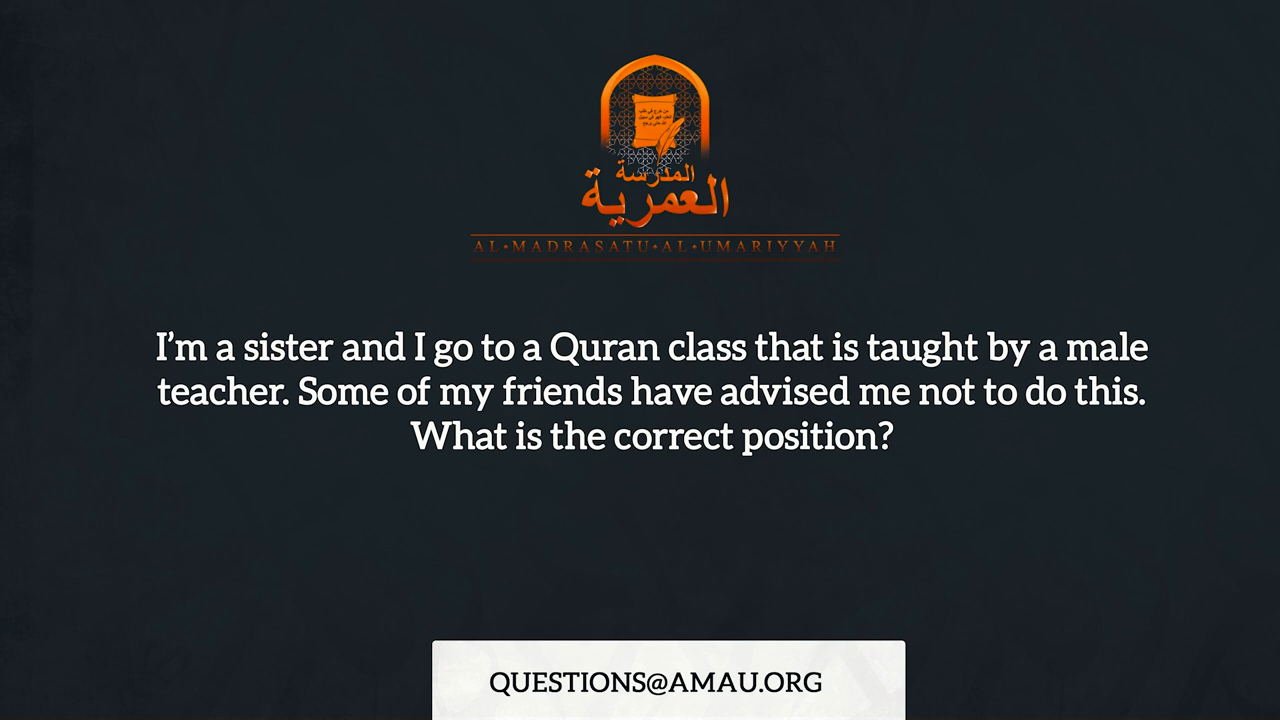 المدرسة
العمرية
AL•MADRASATU•AL•UMARIYYAH
I’m a sister and I go to a Quran class that is taught by a male
teacher. Some of my friends have advised me not to do this.
What is the correct position?
QUESTIONS@AMAU.ORG